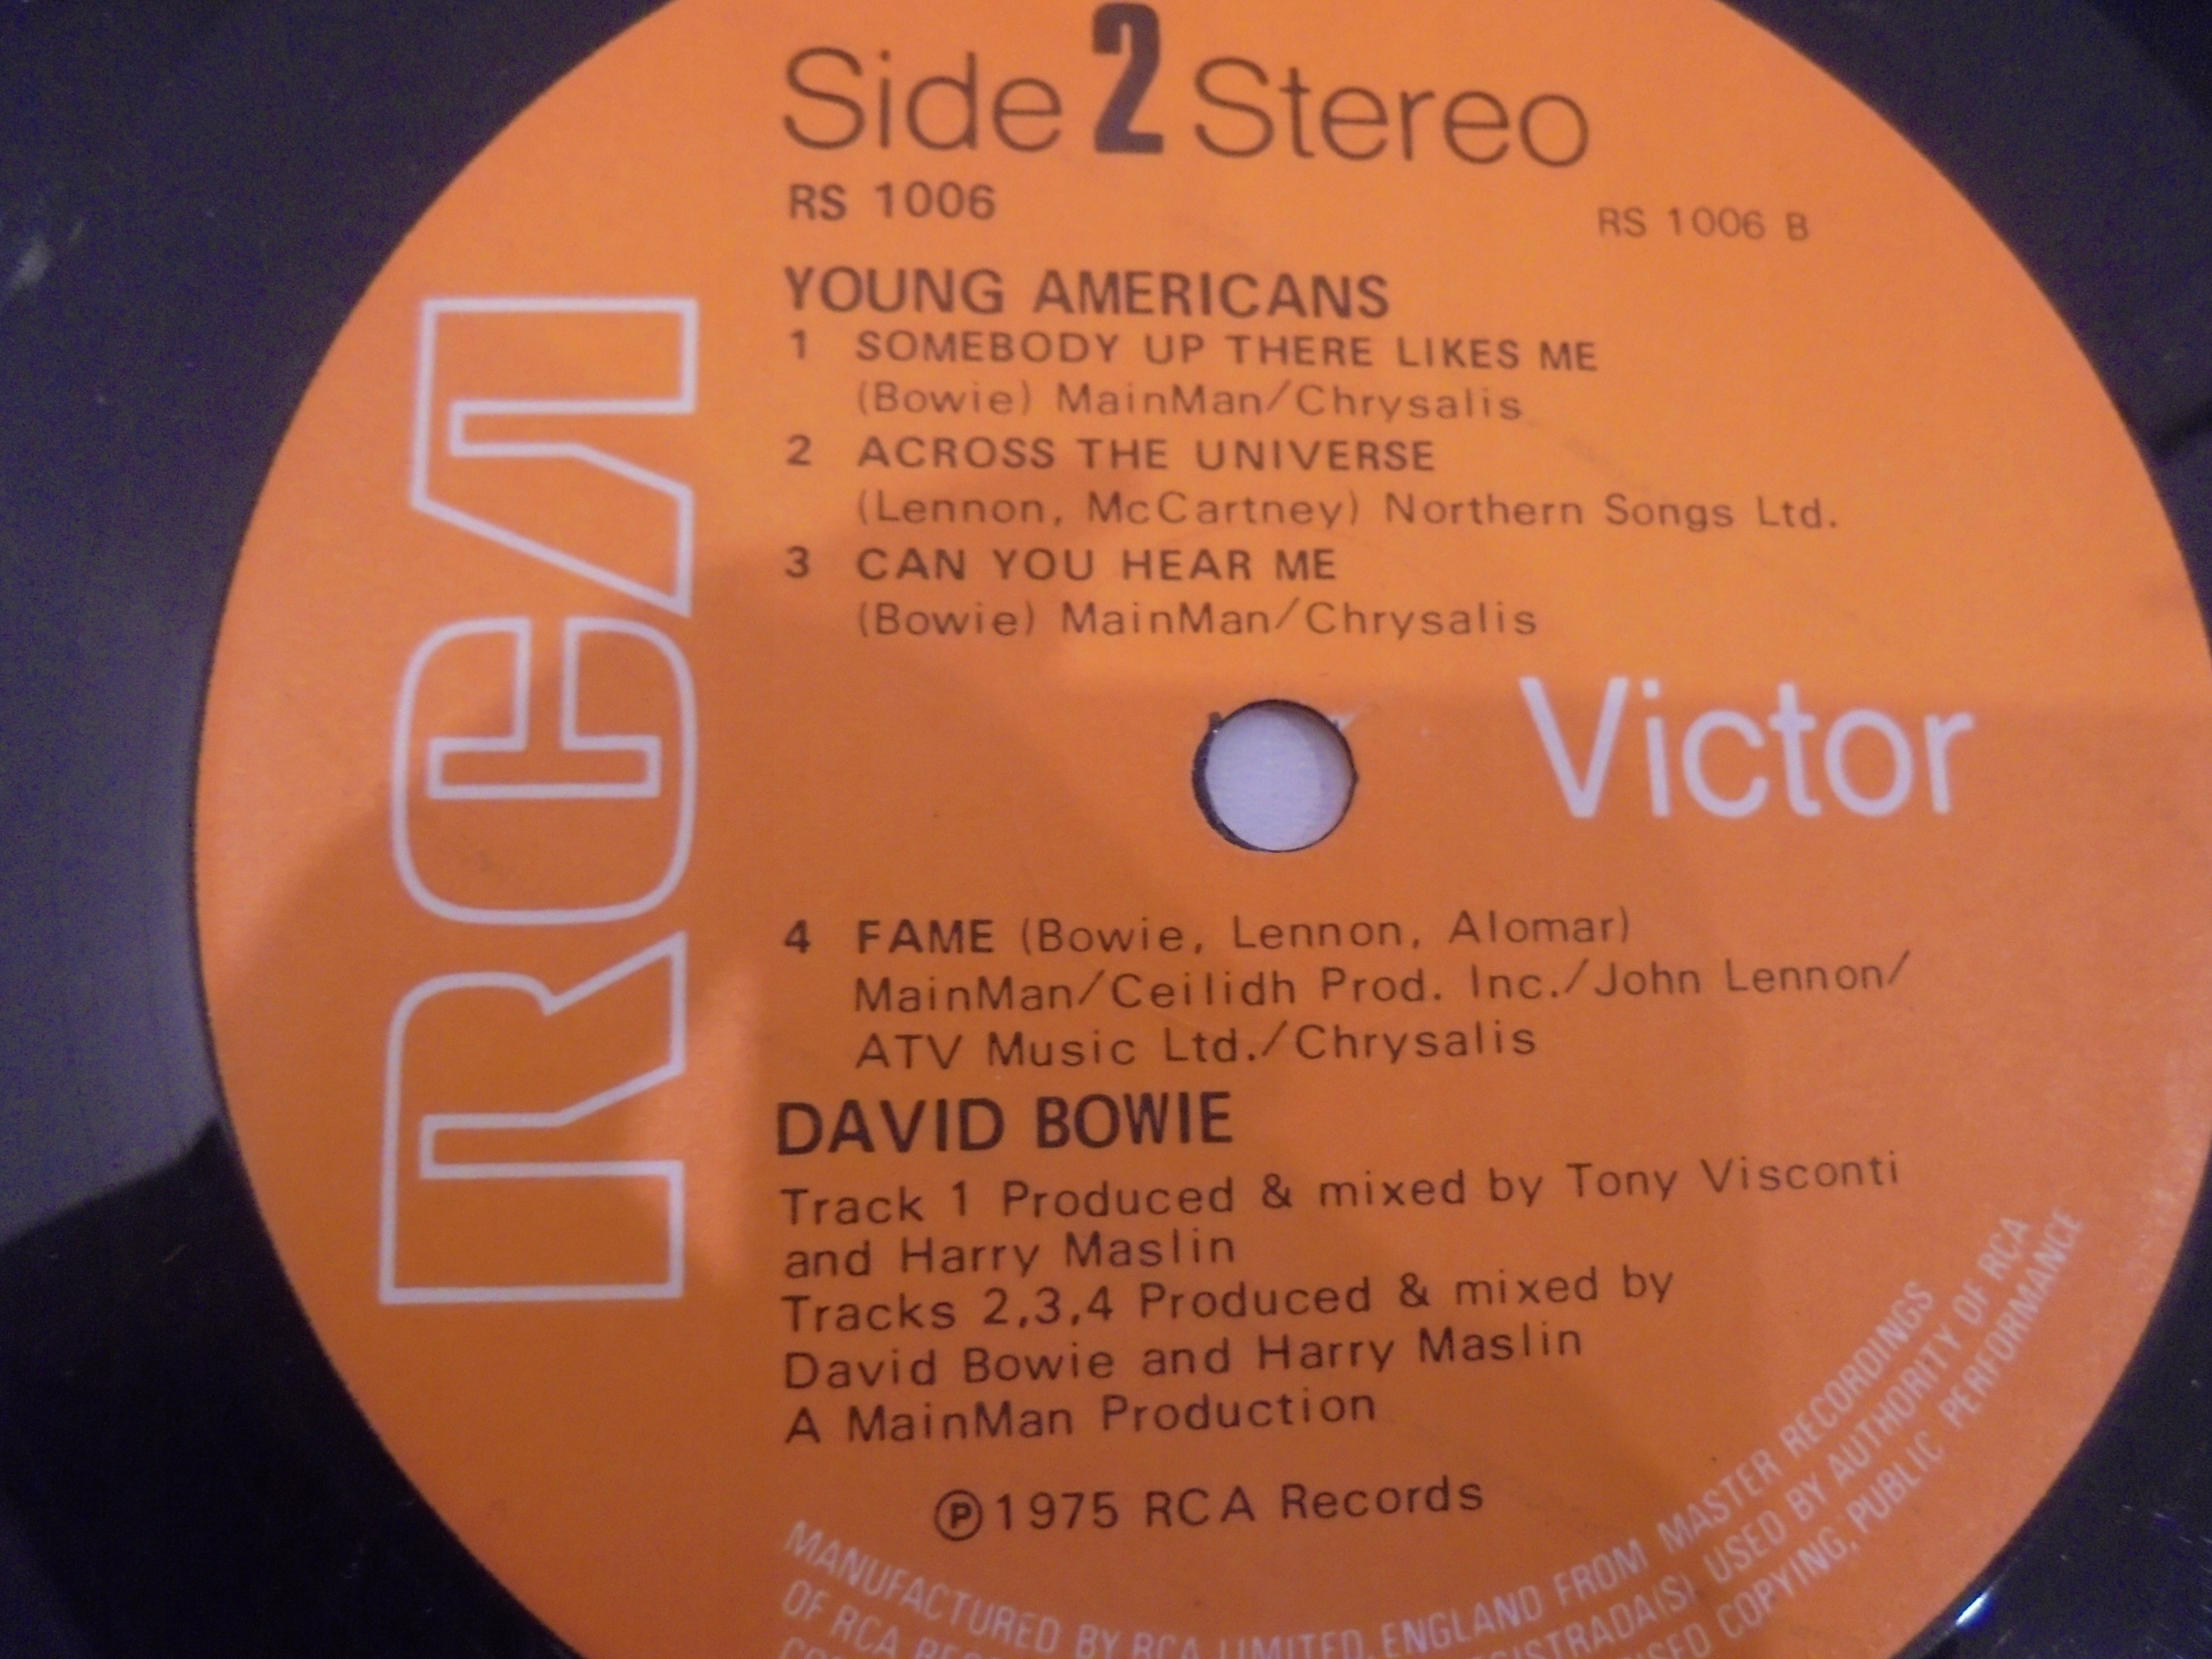 Side 2 Stereo
RS 1006
RS 1006 B
YOUNG AMERICANS
1 SOMEBODY UP THERE LIKES ME
(Bowie) MainMan/Chrysalis
2 ACROSS THE UNIVERSE
(Lennon, McCartney) Northern Songs Ltd.
3 CAN YOU HEAR ME
(Bowie) MainMan/Chrysalis
RCA
Victor
4 FAME (Bowie, Lennon, Alomar)
MainMan/Ceilidh Prod. Inc./John Lennon/
ATV Music Ltd./Chrysalis
DAVID BOWIE
Track 1 Produced & mixed by Tony Visconti
and Harry Maslin
Tracks 2,3,4 Produced & mixed by
David Bowie and Harry Maslin
A MainMan Production
Ⓟ1975 RCA Records
MANUFACTURED BY RCA LIMITED, ENGLAND FROM MASTER RECORDINGS
OF RCA USED BY AUTHORITY OF RCA
COPYING, PUBLIC PERFORMANCE